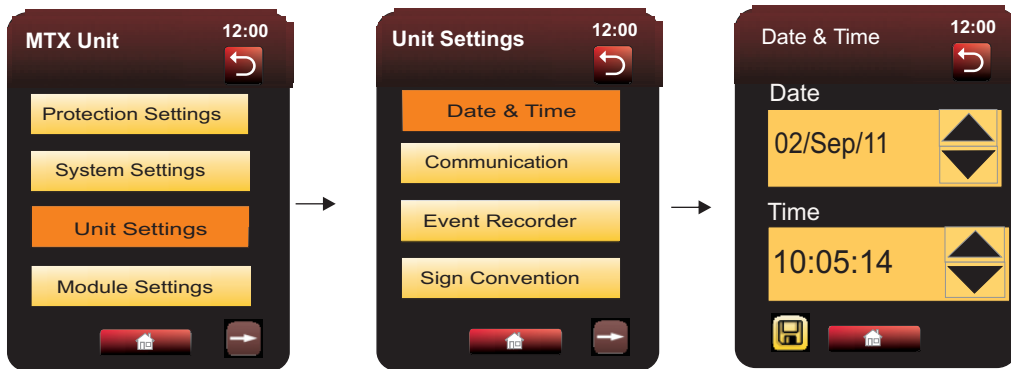 MTX Unit
12:00
Protection Settings
System Settings
Unit Settings
Module Settings
Unit Settings
12:00
Date & Time
Communication
Event Recorder
Sign Convention
Date & Time
12:00
Date
02/Sep/11
Time
10:05:14